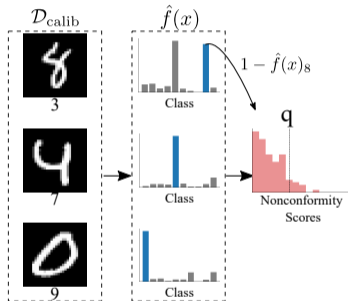 𝒟calib
f̂(x)
3
Class
1 − f̂(x)₈
q
7
Class
Nonconformity
Scores
9
Class